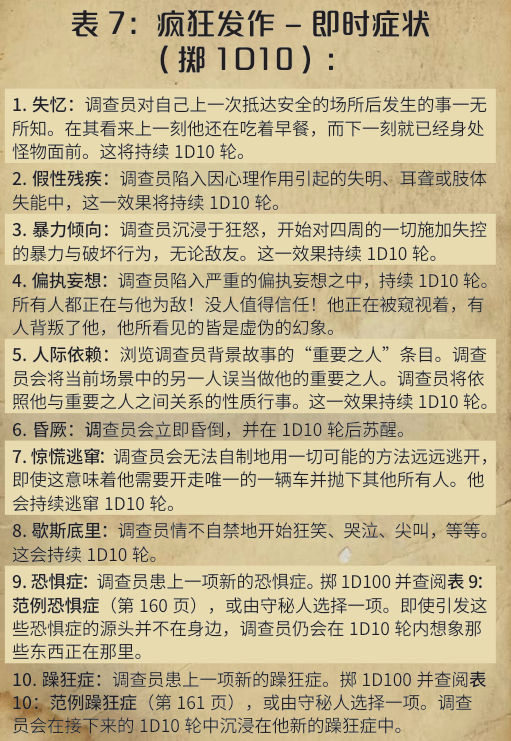 表 7：疯狂发作 – 即时症状
（掷 1D10）：
1. 失忆：调查员对自己上一次抵达安全的场所后发生的事一无
所知。在其看来上一刻他还在吃着早餐，而下一刻就已经身处
怪物面前。这将持续 1D10 轮。
2. 假性残疾：调查员陷入因心理作用引起的失明、耳聋或肢体
失能中，这一效果将持续 1D10 轮。
3. 暴力倾向：调查员沉浸于狂怒，开始对四周的一切施加失控
的暴力与破坏行为，无论敌友。这一效果持续 1D10 轮。
4. 偏执妄想：调查员陷入严重的偏执妄想之中，持续 1D10 轮。
所有人都正在与他为敌！没人值得信任！他正在被窥视着，有
人背叛了他，他所看见的皆是虚伪的幻象。
5. 人际依赖：浏览调查员背景故事的“重要之人”条目。调查
员会将当前场景中的另一人误当做他的重要之人。调查员将依
照他与重要之人之间关系的性质行事。这一效果持续 1D10 轮。
6. 昏厥：调查员会立即昏倒，并在 1D10 轮后苏醒。
7. 惊慌逃窜：调查员会无法自制地用一切可能的方法远远逃开，
即使这意味着他需要开走唯一的一辆车并抛下其他所有人。他
会持续逃窜 1D10 轮。
8. 歇斯底里：调查员情不自禁地开始狂笑、哭泣、尖叫，等等。
这会持续 1D10 轮。
9. 恐惧症：调查员患上一项新的恐惧症。掷 1D100 并查阅表 9：
范例恐惧症（第 160 页），或由守秘人选择一项。即使引发这
些恐惧症的源头并不在身边，调查员仍会在 1D10 轮内想象那
些东西正在那里。
10. 躁狂症：调查员患上一项新的躁狂症。掷 1D100 并查阅表
10：范例躁狂症（第 161 页），或由守秘人选择一项。调查
员会在接下来的 1D10 轮中沉浸在他新的躁狂症中。